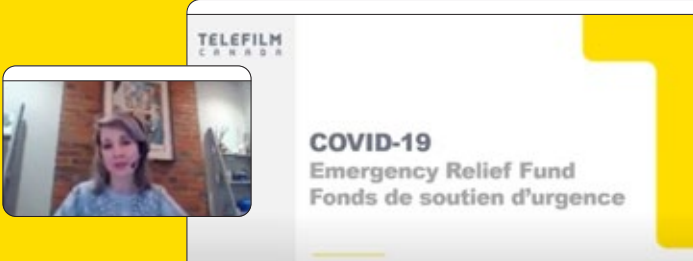 TELEFILM
CANADA
COVID-19
Emergency Relief Fund
Fonds de soutien d'urgence